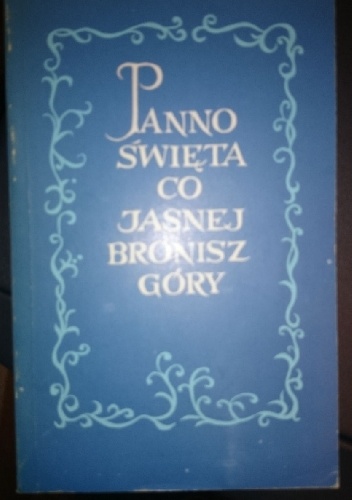 PANNO
ŚWIĘTA
CO
JASNEJ
BRONISZ
GÓRY